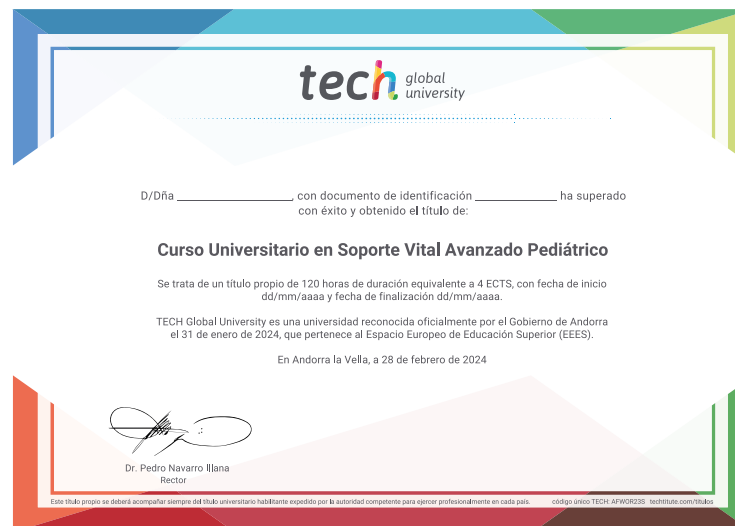 tech global university
D/Dña ____________, con documento de identificación ____________ ha superado
con éxito y obtenido el título de:
Curso Universitario en Soporte Vital Avanzado Pediátrico
Se trata de un título propio de 120 horas de duración equivalente a 4 ECTS, con fecha de inicio
dd/mm/aaaa y fecha de finalización dd/mm/aaaa.
TECH Global University es una universidad reconocida oficialmente por el Gobierno de Andorra
el 31 de enero de 2024, que pertenece al Espacio Europeo de Educación Superior (EEES).
En Andorra la Vella, a 28 de febrero de 2024
Dr. Pedro Navarro Illana
Rector
Este título propio se deberá acompañar siempre del título universitario habilitante expedido por la autoridad competente para ejercer profesionalmente en cada país. código único TECH: AFWOR23S techtitute.com/titulos